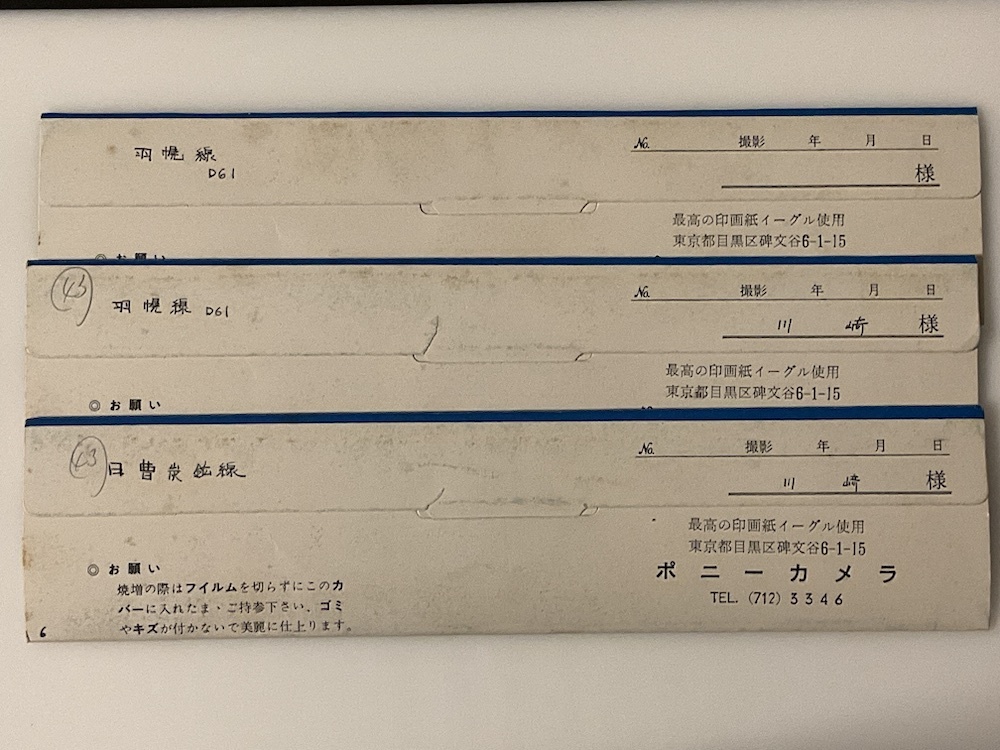 羽幌線
D61
No. 撮影 年 月 日
様
最高の印画紙イーグル使用
東京都目黒区碑文谷6-1-15
◎ お願い
43
羽幌線 D61
No. 撮影 年 月 日
川崎 様
最高の印画紙イーグル使用
東京都目黒区碑文谷6-1-15
◎ お願い
43
日曹炭鉱線
No. 撮影 年 月 日
川崎 様
最高の印画紙イーグル使用
東京都目黒区碑文谷6-1-15
ポニーカメラ
TEL. (712) 3346
◎ お願い
焼増の際はフイルムを切らずにこのカ
バーに入れたまゝご持参下さい、ゴミ
やキズが付かないで美麗に仕上ります。
6